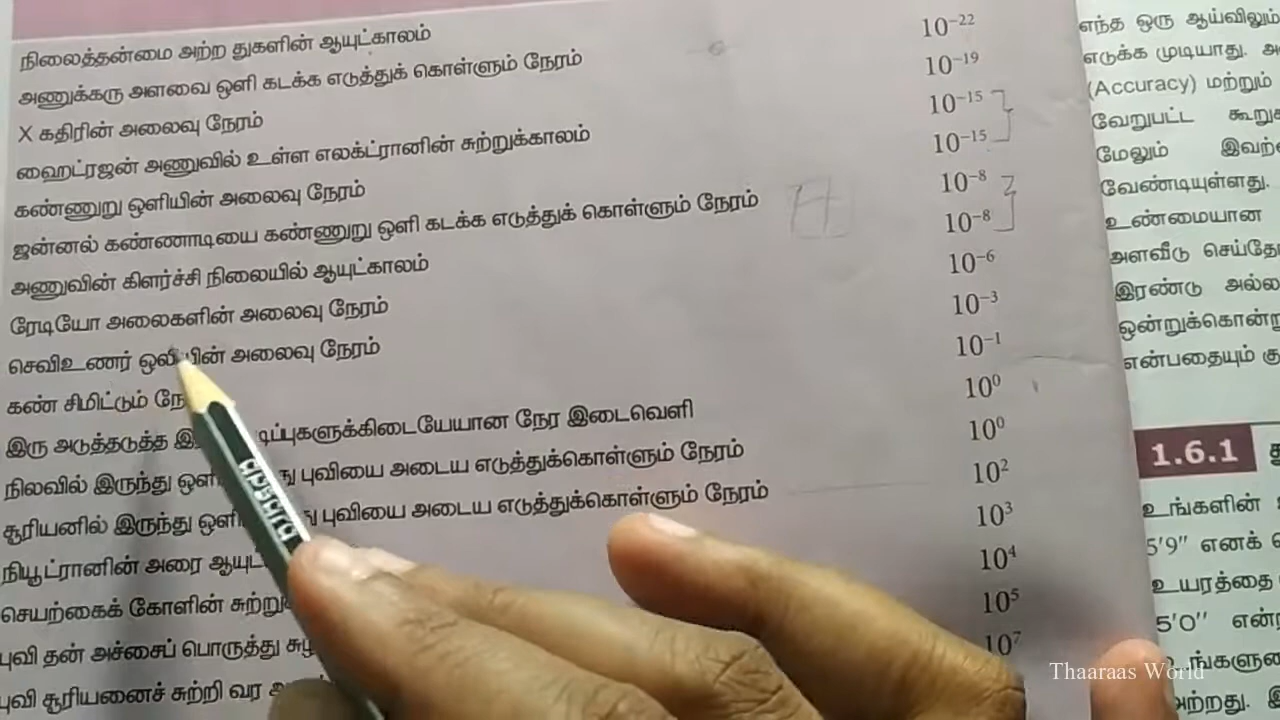 நிலைத்தன்மை அற்ற துகளின் ஆயுட்காலம் 10⁻²²
அணுக்கரு அளவை ஒளி கடக்க எடுத்துக் கொள்ளும் நேரம் 10⁻¹⁹
X கதிரின் அலைவு நேரம் 10⁻¹⁵
ஹைட்ரஜன் அணுவில் உள்ள எலக்ட்ரானின் சுற்றுக்காலம் 10⁻¹⁵
கண்ணுறு ஒளியின் அலைவு நேரம் 10⁻⁸
ஜன்னல் கண்ணாடியை கண்ணுறு ஒளி கடக்க எடுத்துக் கொள்ளும் நேரம் 10⁻⁸
அணுவின் கிளர்ச்சி நிலையில் ஆயுட்காலம் 10⁻⁶
ரேடியோ அலைகளின் அலைவு நேரம் 10⁻³
செவிஉணர் ஒலியின் அலைவு நேரம் 10⁻¹
கண் சிமிட்டும் 10⁰
இரு அடுத்தடுத்த நேர இடைவெளி 10⁰
நிலவில் இருந்து புவியை அடைய எடுத்துக்கொள்ளும் நேரம் 10²
சூரியனில் இருந்து புவியை அடைய எடுத்துக்கொள்ளும் நேரம் 10³
நியூட்ரானின் அரை 10⁴
செயற்கைக் கோளின் 10⁵
புவி தன் அச்சைப் பொருத்து 10⁷
புவி சூரியனைச் சுற்றி வர
எந்த ஒரு ஆய்விலும்
எடுக்க முடியாது.
(Accuracy) மற்றும்
வேறுபட்ட
மேலும்
வேண்டியுள்ளது.
உண்மையான
அளவீடு
இரண்டு
என்பதையும்
1.6.1
உங்களின்
5'9" எனக்
உயரத்தை
5'0"
Thaaraas World